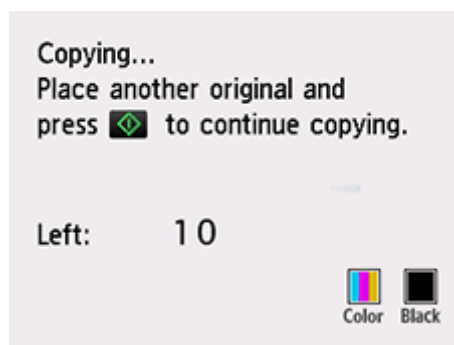 Copying...
Place another original and
press to continue copying.
Left: 10
Color Black